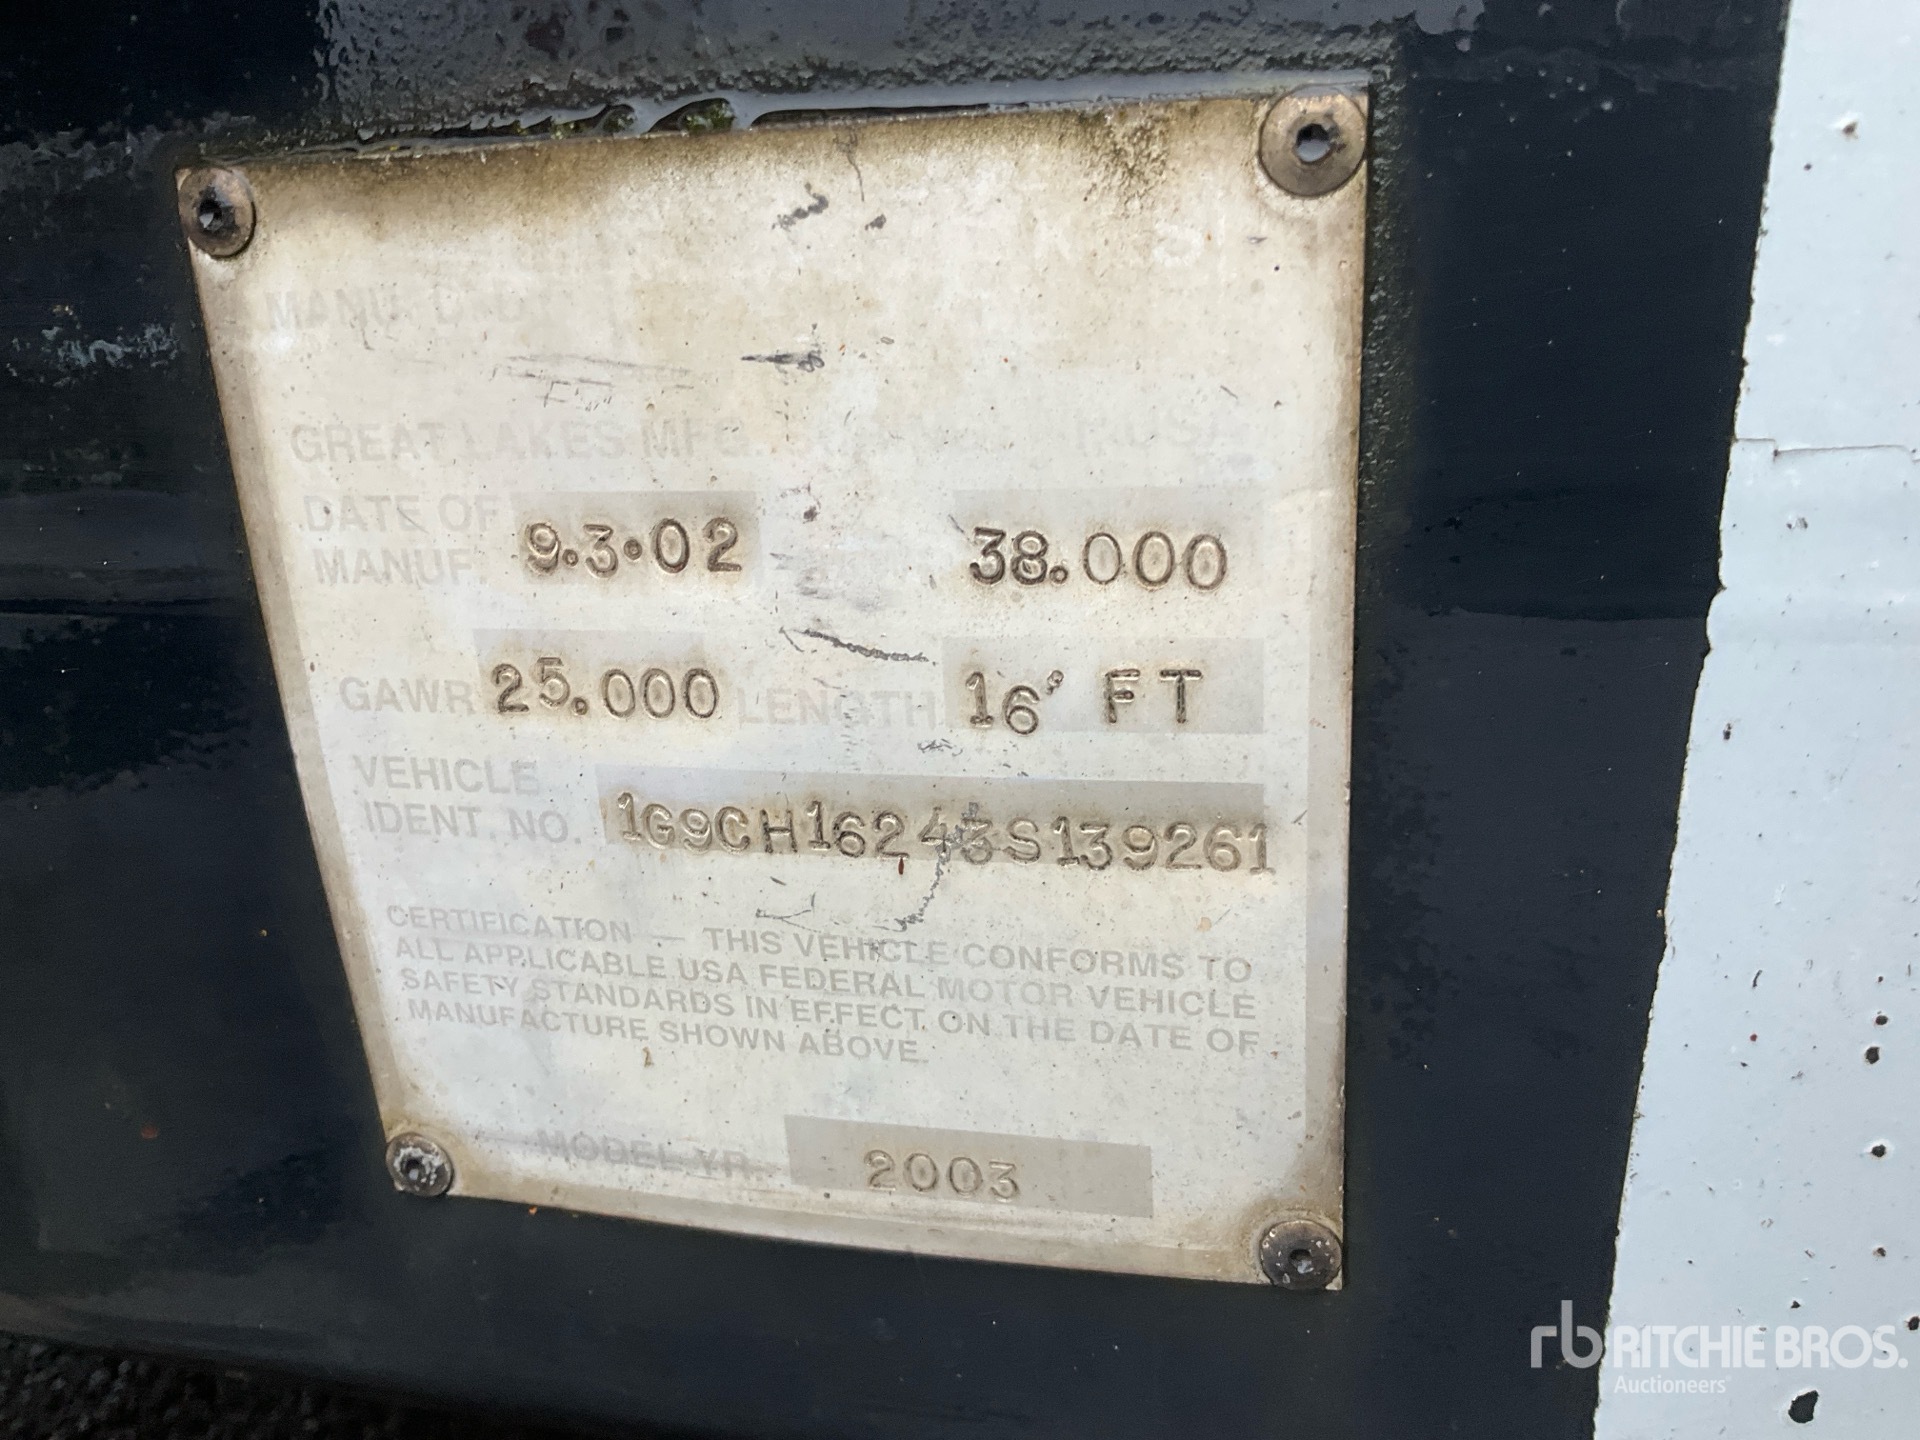 GREAT LAKES MFG.
DATE OF MANUF. 9.3.02 38.000
GAWR 25.000 LENGTH 16' FT
VEHICLE
IDENT. NO. 1G9CH16243S139261
CERTIFICATION — THIS VEHICLE CONFORMS TO
ALL APPLICABLE USA FEDERAL MOTOR VEHICLE
SAFETY STANDARDS IN EFFECT ON THE DATE OF
MANUFACTURE SHOWN ABOVE.
MODEL YR. 2003
rb RITCHIE BROS.
Auctioneers